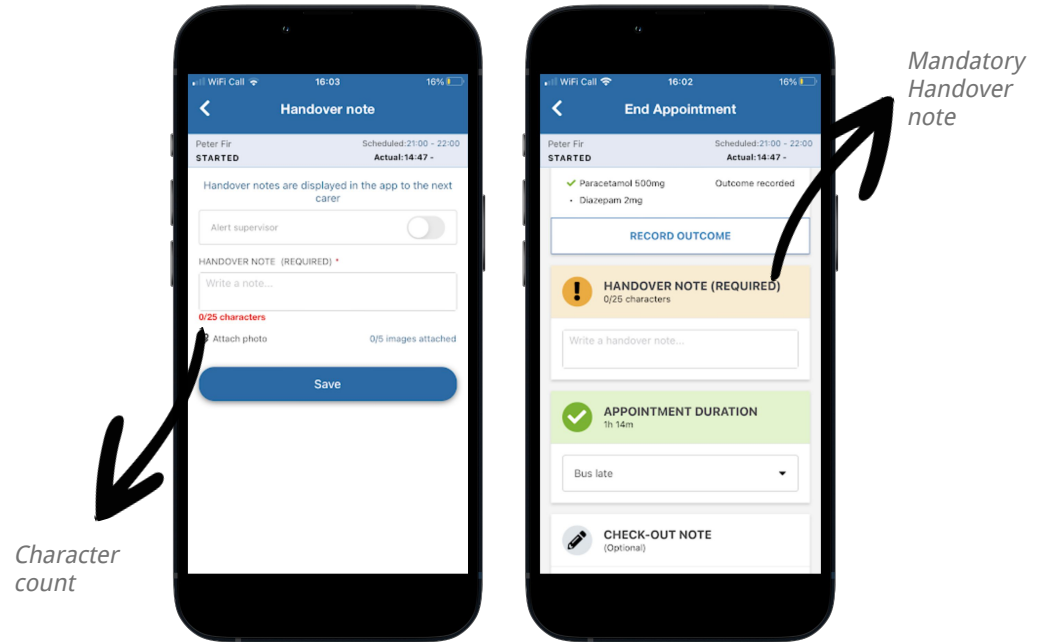 WiFi Call 16:03 16%
Handover note
Peter Fir Scheduled:21:00 - 22:00
STARTED Actual:14:47 -
Handover notes are displayed in the app to the next
carer
Alert supervisor
HANDOVER NOTE (REQUIRED) *
Write a note...
0/25 characters
Attach photo 0/5 images attached
Save
Character
count
WiFi Call 16:02 16%
End Appointment
Peter Fir Scheduled:21:00 - 22:00
STARTED Actual:14:47 -
Paracetamol 500mg Outcome recorded
• Diazepam 2mg
RECORD OUTCOME
HANDOVER NOTE (REQUIRED)
0/25 characters
Write a handover note...
APPOINTMENT DURATION
1h 14m
Bus late
CHECK-OUT NOTE
(Optional)
Mandatory
Handover
note